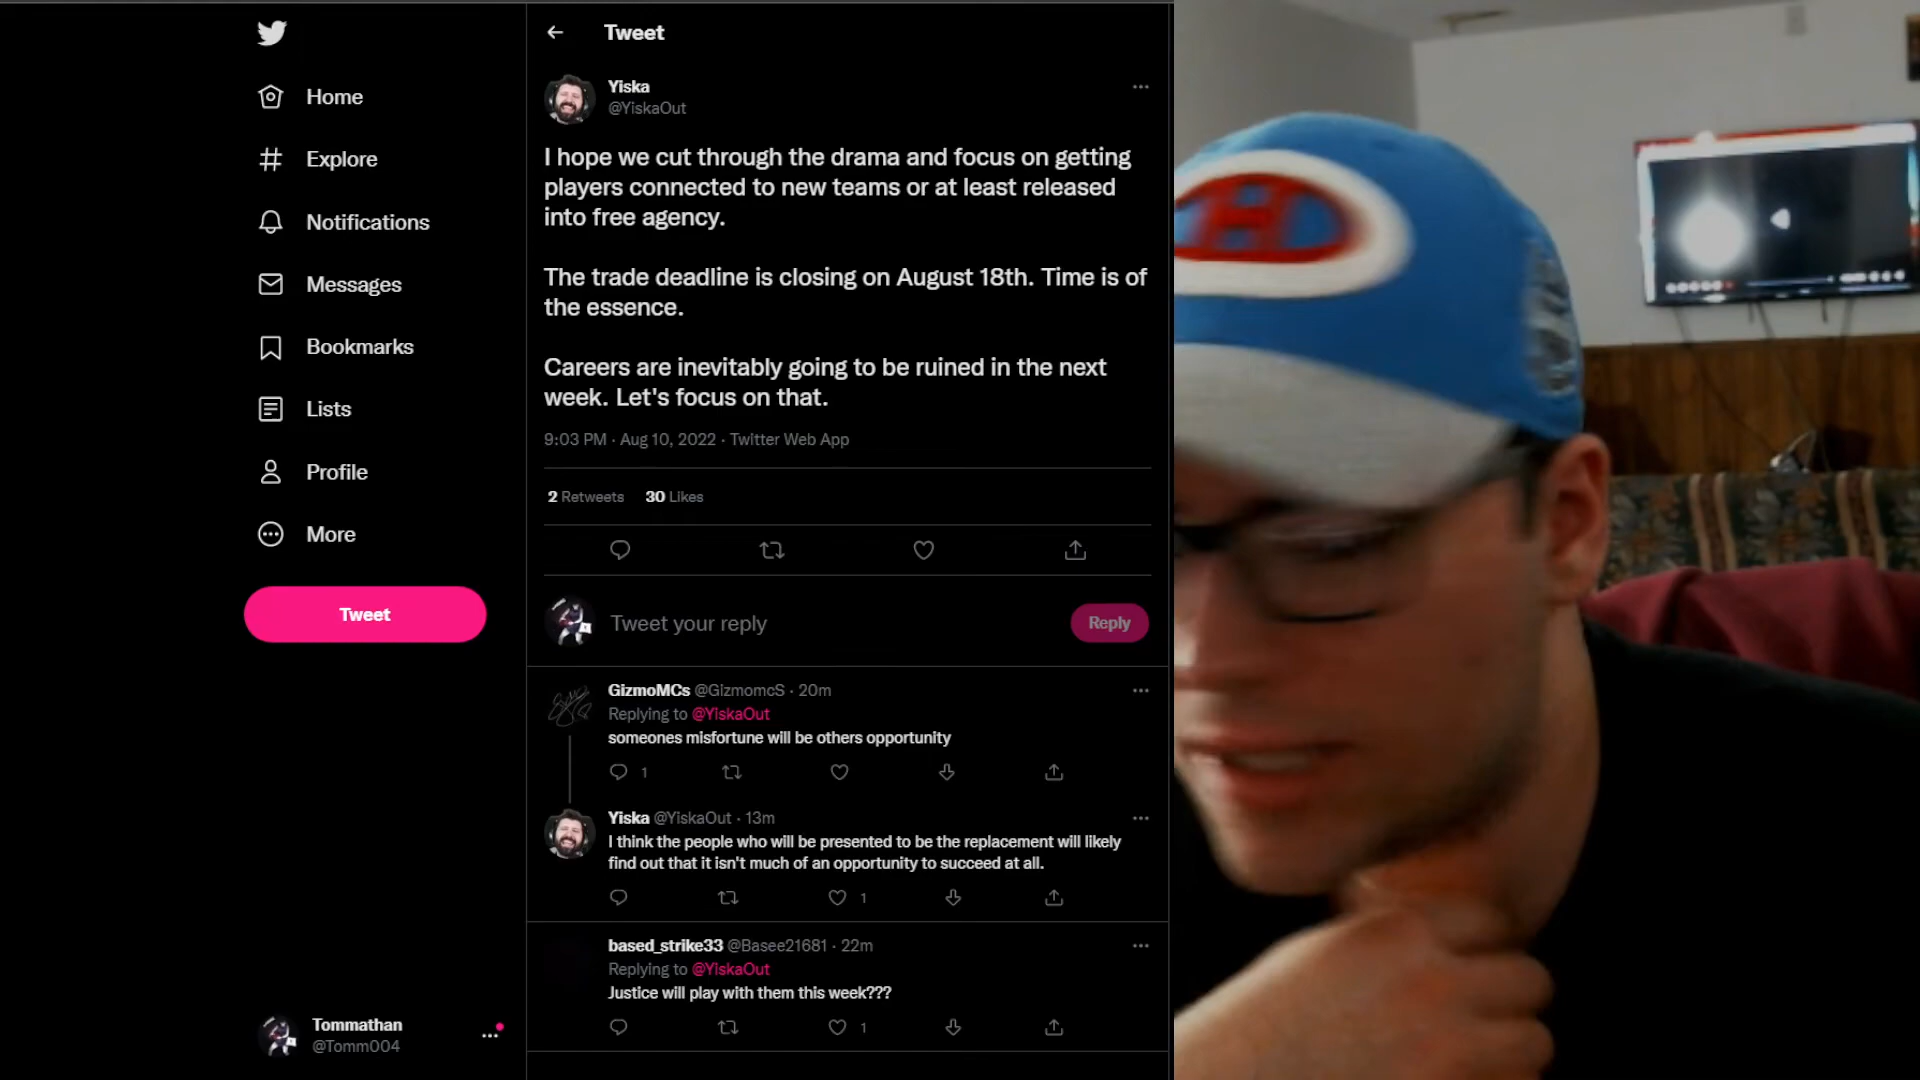 Tweet
Home
Explore
Notifications
Messages
Bookmarks
Lists
Profile
More
Tweet
Tommathan
@Tomm004
Yiska
@YiskaOut
I hope we cut through the drama and focus on getting
players connected to new teams or at least released
into free agency.
The trade deadline is closing on August 18th. Time is of
the essence.
Careers are inevitably going to be ruined in the next
week. Let's focus on that.
9:03 PM · Aug 10, 2022 · Twitter Web App
2 Retweets 30 Likes
Tweet your reply
Reply
GizmoMCs @GizmomcS · 20m
Replying to @YiskaOut
someones misfortune will be others opportunity
1
Yiska @YiskaOut · 13m
I think the people who will be presented to be the replacement will likely
find out that it isn't much of an opportunity to succeed at all.
1
based_strike33 @Basee21681 · 22m
Replying to @YiskaOut
Justice will play with them this week???
1
H